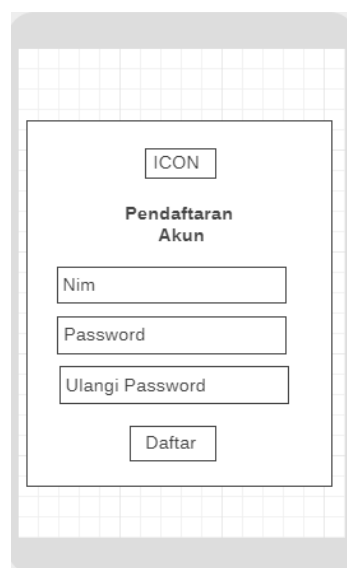 ICON
Pendaftaran
Akun
Nim
Password
Ulangi Password
Daftar